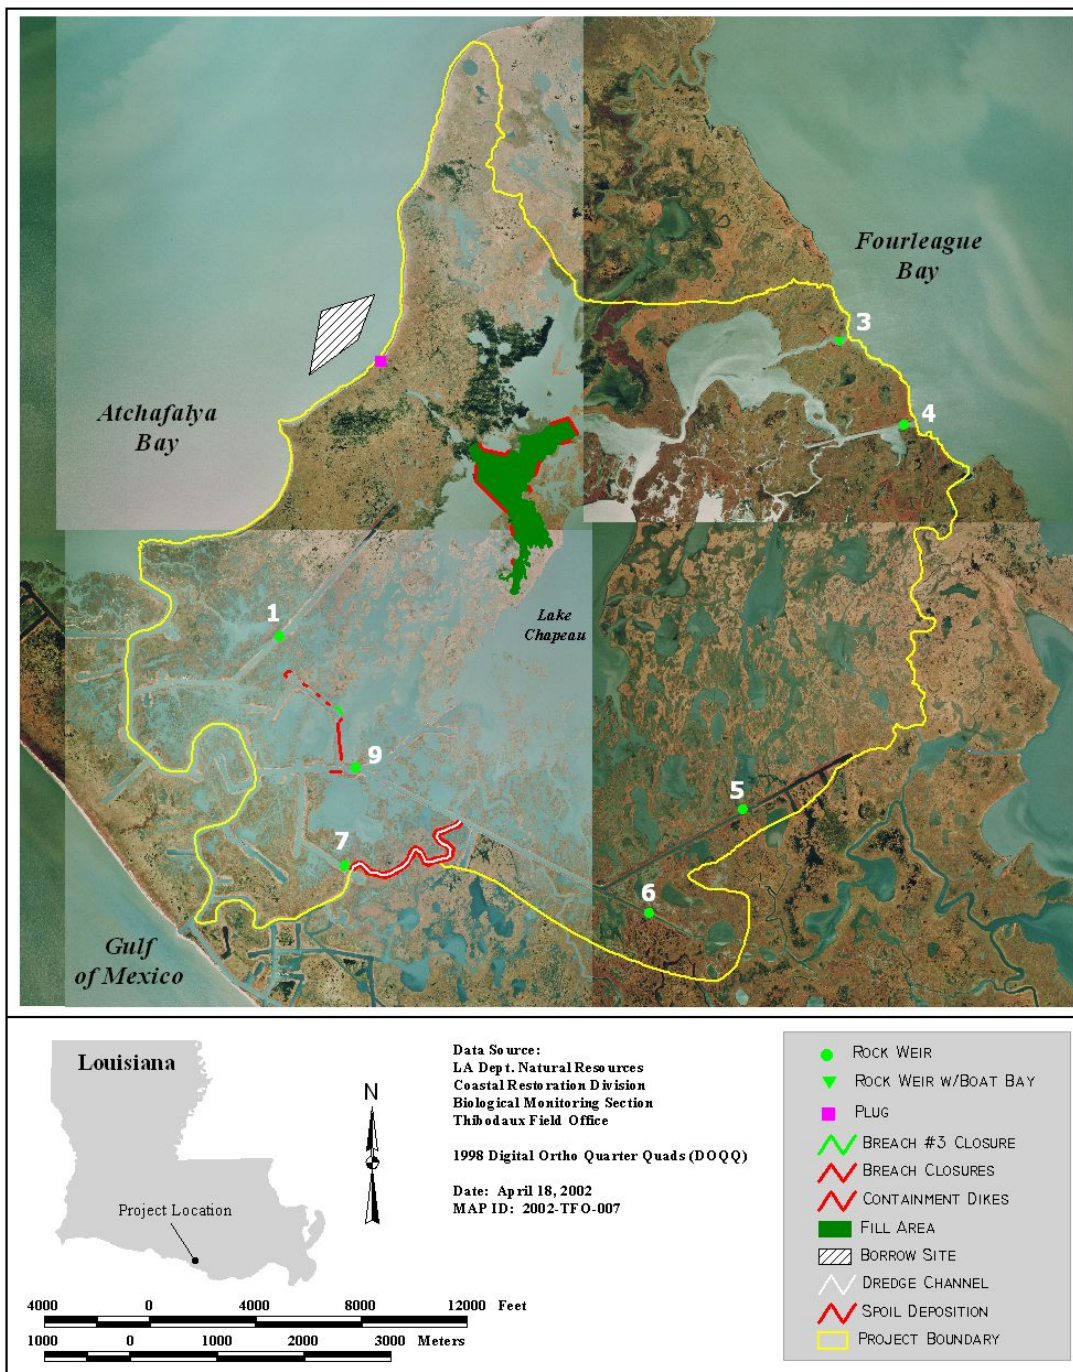 Fourleague
Bay
3
4
Atchafalya
Bay
Lake
Chapeau
1
9
5
7
6
Gulf
of Mexico
Louisiana
Project Location
N
Data Source:
LA Dept. Natural Resources
Coastal Restoration Division
Biological Monitoring Section
Thibodaux Field Office
1998 Digital Ortho Quarter Quads (DOQQ)
Date: April 18, 2002
MAP ID: 2002-TFO-007
4000 0 4000 8000 12000 Feet
1000 0 1000 2000 3000 Meters
ROCK WEIR
ROCK WEIR W/BOAT BAY
PLUG
BREACH #3 CLOSURE
BREACH CLOSURES
CONTAINMENT DIKES
FILL AREA
BORROW SITE
DREDGE CHANNEL
SPOIL DEPOSITION
PROJECT BOUNDARY